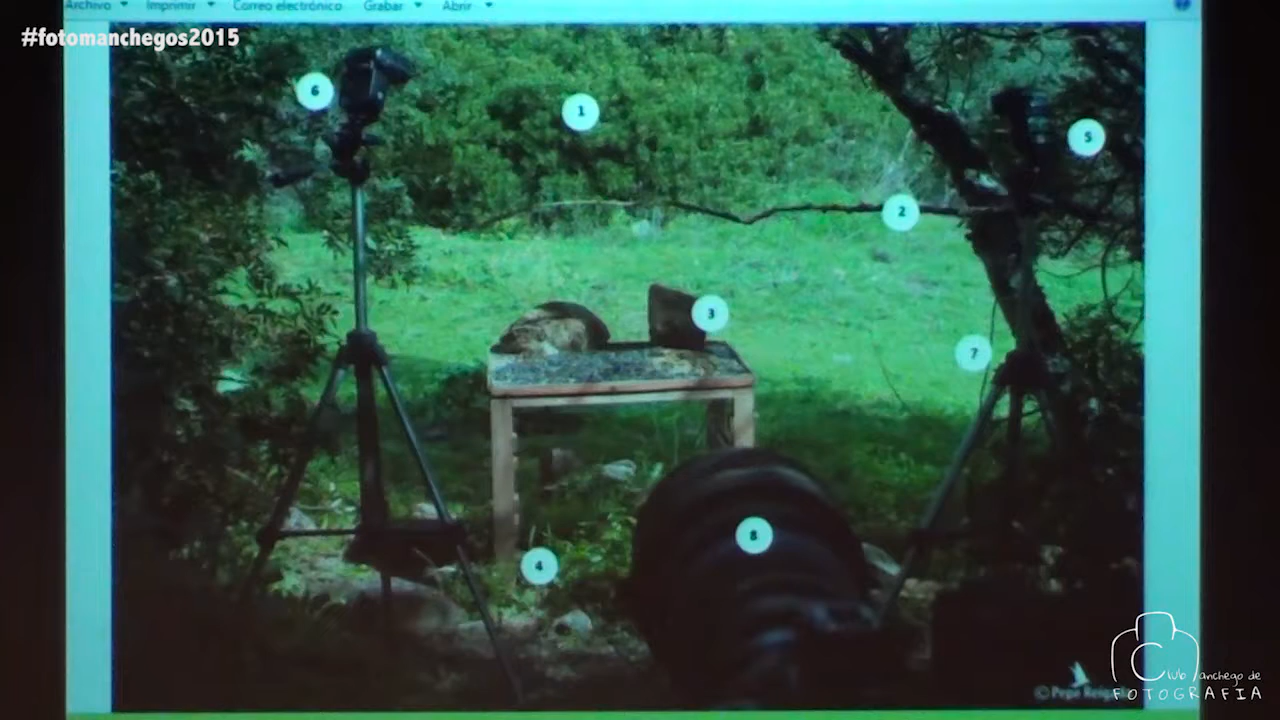 Archivo Imprimir Correo electrónico Grabar Abrir
#fotomanchegos2015
6
1
5
2
3
7
8
4
Club Manchego de
FOTOGRAFIA
© Pepe